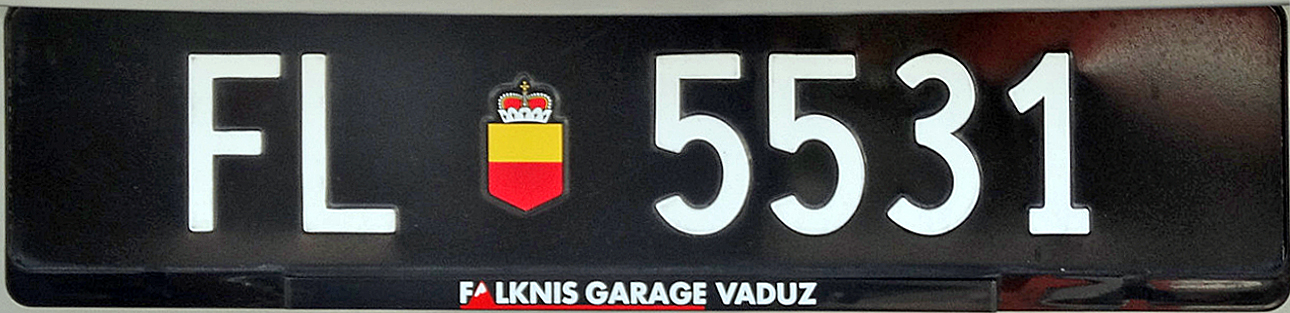 FL 5531
FALKNIS GARAGE VADUZ